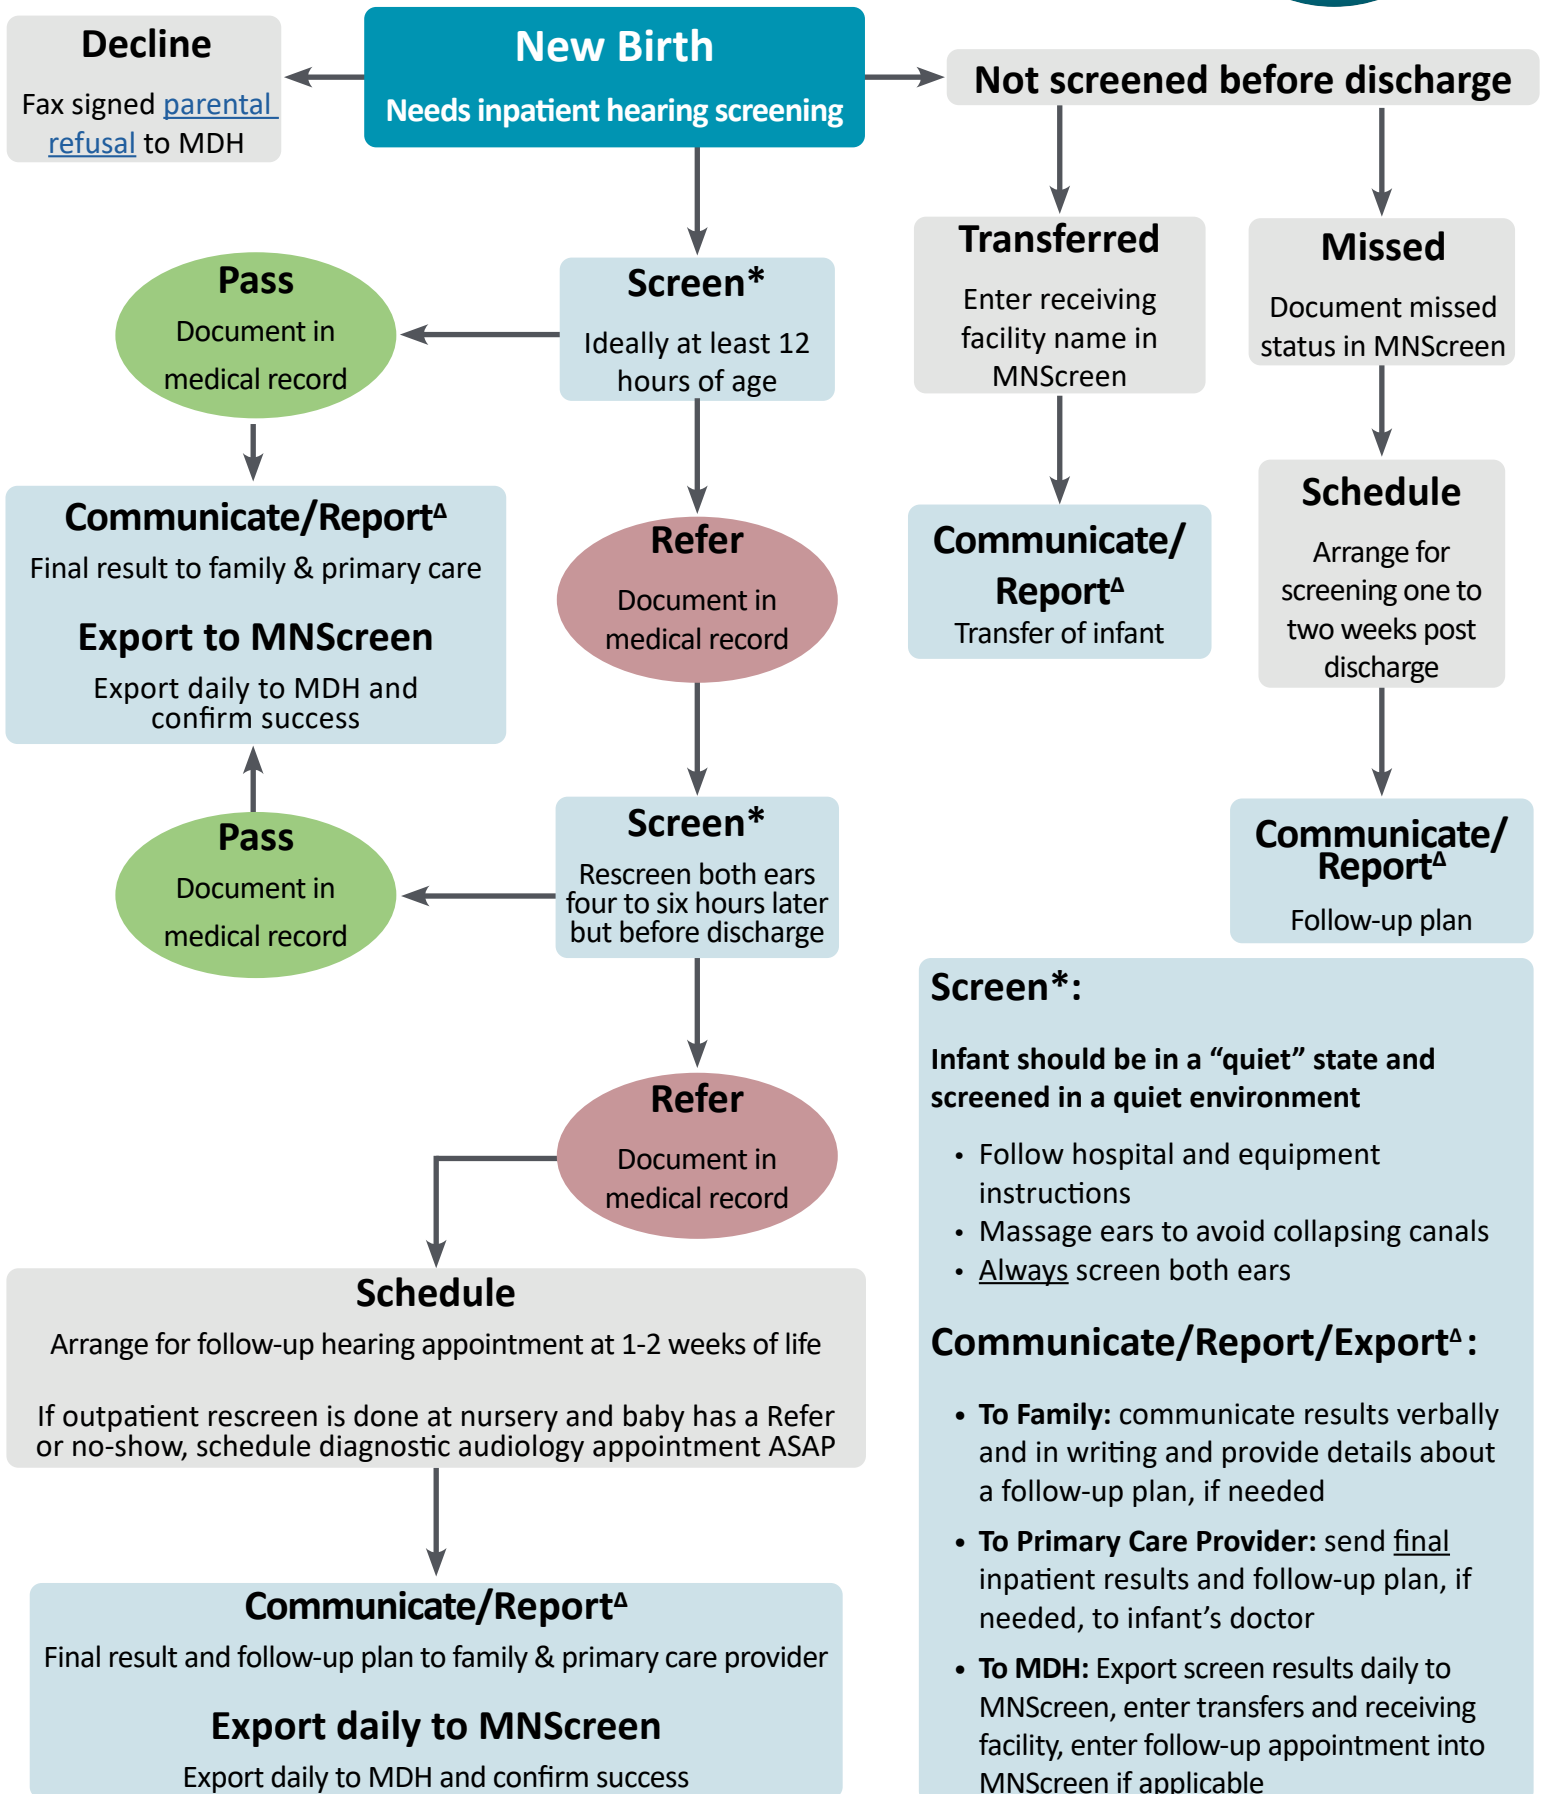 Decline
Fax signed parental
refusal to MDH
New Birth
Needs inpatient hearing screening
Not screened before discharge
Transferred
Enter receiving
facility name in
MNScreen
Missed
Document missed
status in MNScreen
Pass
Document in
medical record
Screen*
Ideally at least 12
hours of age
Communicate/Report∆
Final result to family & primary care
Export to MNScreen
Export daily to MDH and
confirm success
Refer
Document in
medical record
Communicate/
Report∆
Transfer of infant
Schedule
Arrange for
screening one to
two weeks post
discharge
Pass
Document in
medical record
Screen*
Rescreen both ears
four to six hours later
but before discharge
Communicate/
Report∆
Follow-up plan
Refer
Document in
medical record
Schedule
Arrange for follow-up hearing appointment at 1-2 weeks of life
If outpatient rescreen is done at nursery and baby has a Refer
or no-show, schedule diagnostic audiology appointment ASAP
Communicate/Report∆
Final result and follow-up plan to family & primary care provider
Export daily to MNScreen
Export daily to MDH and confirm success
Screen*:
Infant should be in a “quiet” state and
screened in a quiet environment
• Follow hospital and equipment
instructions
• Massage ears to avoid collapsing canals
• Always screen both ears
Communicate/Report/Export∆:
• To Family: communicate results verbally
and in writing and provide details about
a follow-up plan, if needed
• To Primary Care Provider: send final
inpatient results and follow-up plan, if
needed, to infant’s doctor
• To MDH: Export screen results daily to
MNScreen, enter transfers and receiving
facility, enter follow-up appointment into
MNScreen if applicable